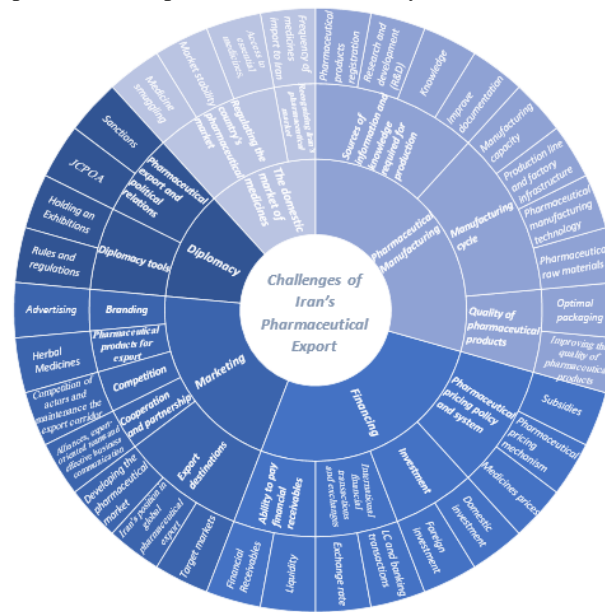 Challenges of
Iran's
Pharmaceutical
Export
Pharmaceutical
Manufacturing
Sources of
information and
knowledge
required for
production
Pharmaceutical
products
registration
Research and
development
(R&D)
Knowledge
Improve
documentation
Manufacturing
cycle
Manufacturing
capacity
Production line
and factory
infrastructure
Pharmaceutical
manufacturing
technology
Pharmaceutical
raw materials
Quality of
pharmaceutical
products
Optimal
packaging
Improving the
quality of
pharmaceutical
products
Financing
Pharmaceutical
pricing policy
and system
Subsidies
Pharmaceutical
pricing
mechanism
Medicines prices
Investment
Domestic
investment
Foreign
investment
International
financial
transactions
and exchanges
LC and banking
transactions
Exchange rate
Ability to pay
financial
receivables
Liquidity
Financial
Receivables
Marketing
Export
destinations
Target markets
Iran's position in
global
pharmaceutical
export
Developing the
pharmaceutical
market
Cooperation
and partnership
Alliances, export-
oriented teams and
effective business
communication
Competition
Competition of
actors and
maintenance the
export corridor
Pharmaceutical
products for
export
Herbal
Medicines
Branding
Advertising
Diplomacy
Diplomacy tools
Rules and
regulations
Holding an
Exhibitions
Pharmaceutical
export and
political
relations
JCPOA
Sanctions
The domestic
market of
medicines
Regulating the
country's
pharmaceutical
market
Medicine
smuggling
Market stability
Access to
essential
medicines,
pharmaceutical
market
Frequency of
medicines
import to Iran